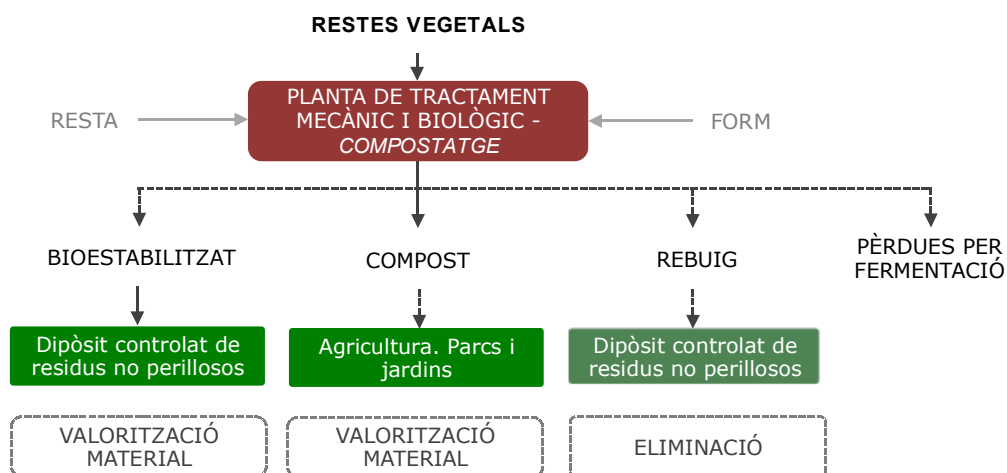 RESTES VEGETALS
PLANTA DE TRACTAMENT
MECÀNIC I BIOLÒGIC -
COMPOSTATGE
RESTA
FORM
BIOESTABILITZAT
COMPOST
REBUIG
PÈRDUES PER
FERMENTACIÓ
Dipòsit controlat de
residus no perillosos
Agricultura. Parcs i
jardins
Dipòsit controlat de
residus no perillosos
VALORITZACIÓ
MATERIAL
VALORITZACIÓ
MATERIAL
ELIMINACIÓ